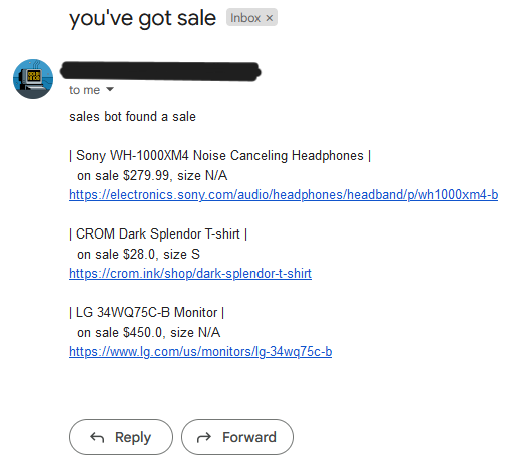 you've got sale Inbox ×
to me
sales bot found a sale
| Sony WH-1000XM4 Noise Canceling Headphones |
on sale $279.99, size N/A
https://electronics.sony.com/audio/headphones/headband/p/wh1000xm4-b
| CROM Dark Splendor T-shirt |
on sale $28.0, size S
https://crom.ink/shop/dark-splendor-t-shirt
| LG 34WQ75C-B Monitor |
on sale $450.0, size N/A
https://www.lg.com/us/monitors/lg-34wq75c-b
Reply Forward